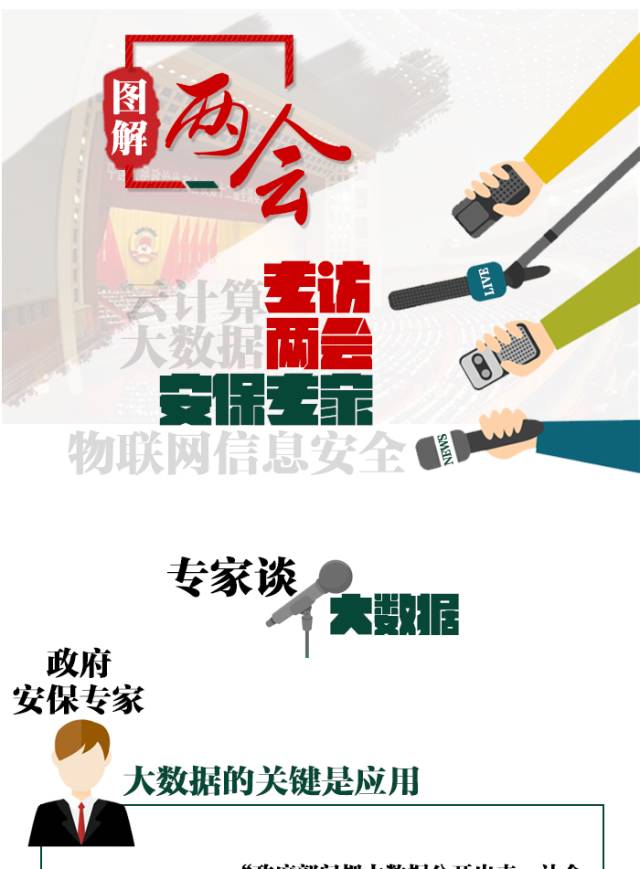 图解
两会
云计算
专访
大数据
两会
安保专家
物联网信息安全
LIVE
NEWS
专家谈
大数据
政府
安保专家
大数据的关键是应用